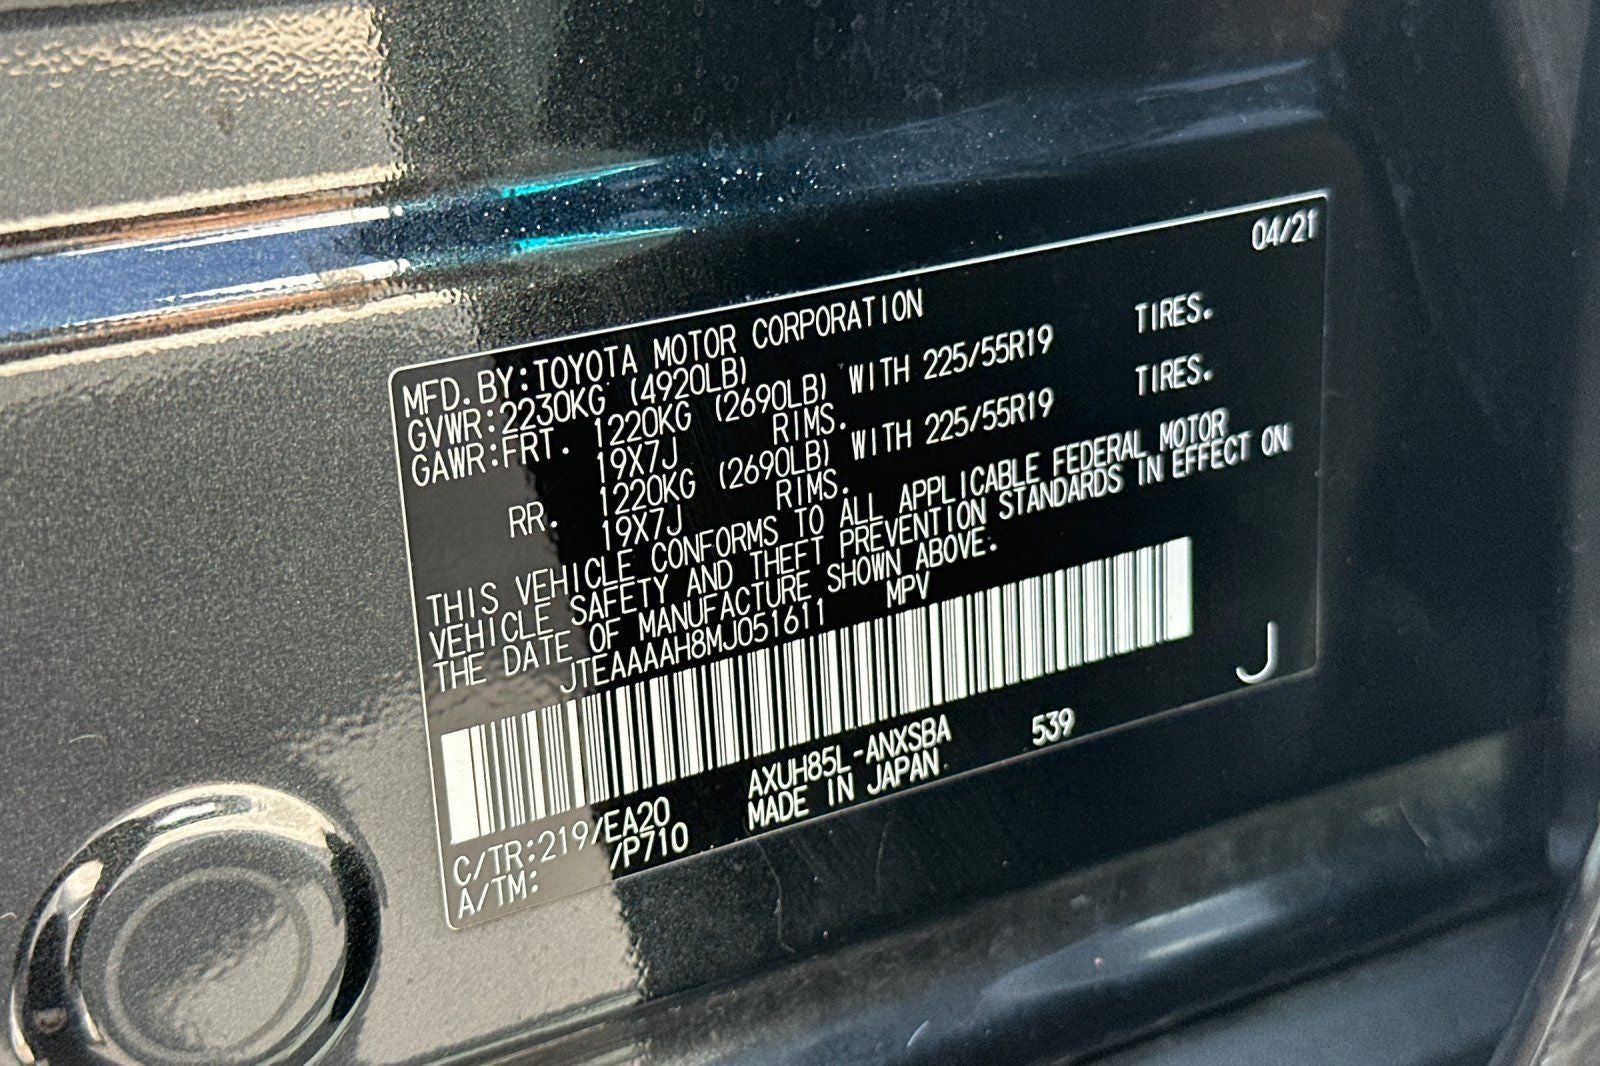 04/21
MFD.BY:TOYOTA MOTOR CORPORATION
GVWR:2230KG (4920LB)
GAWR:FRT. 1220KG (2690LB) WITH 225/55R19 TIRES.
19X7J RIMS.
RR. 1220KG (2690LB) WITH 225/55R19 TIRES.
19X7J RIMS.
THIS VEHICLE CONFORMS TO ALL APPLICABLE FEDERAL MOTOR
VEHICLE SAFETY AND THEFT PREVENTION STANDARDS IN EFFECT ON
THE DATE OF MANUFACTURE SHOWN ABOVE.
JTEAAAAH8MJ051611 MPV
J
C/TR:219/EA20 AXUH85L-ANXSBA 539
A/TM: /P710 MADE IN JAPAN